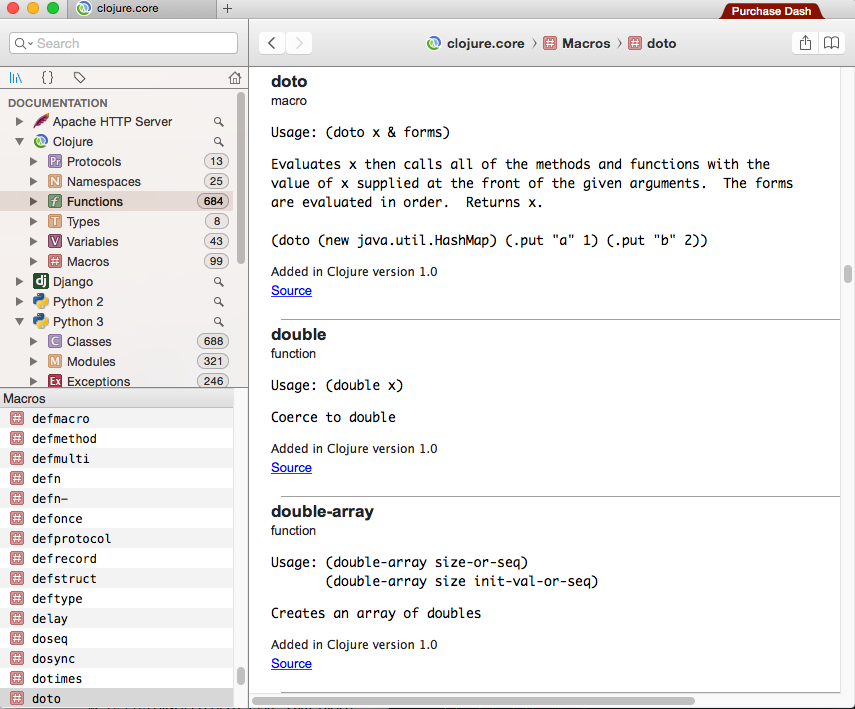 clojure.core
Purchase Dash
Search
clojure.core
Macros
doto
DOCUMENTATION
Apache HTTP Server
Clojure
Pr Protocols 13
N Namespaces 25
f Functions 684
T Types 8
V Variables 43
# Macros 99
dj Django
Python 2
Python 3
C Classes 688
M Modules 321
Ex Exceptions 246
Macros
# defmacro
# defmethod
# defmulti
# defn
# defn-
# defonce
# defprotocol
# defrecord
# defstruct
# deftype
# delay
# doseq
# dosync
# dotimes
# doto
doto
macro
Usage: (doto x & forms)
Evaluates x then calls all of the methods and functions with the
value of x supplied at the front of the given arguments.  The forms
are evaluated in order.  Returns x.
(doto (new java.util.HashMap) (.put "a" 1) (.put "b" 2))
Added in Clojure version 1.0
Source
double
function
Usage: (double x)
Coerce to double
Added in Clojure version 1.0
Source
double-array
function
Usage: (double-array size-or-seq)
(double-array size init-val-or-seq)
Creates an array of doubles
Added in Clojure version 1.0
Source